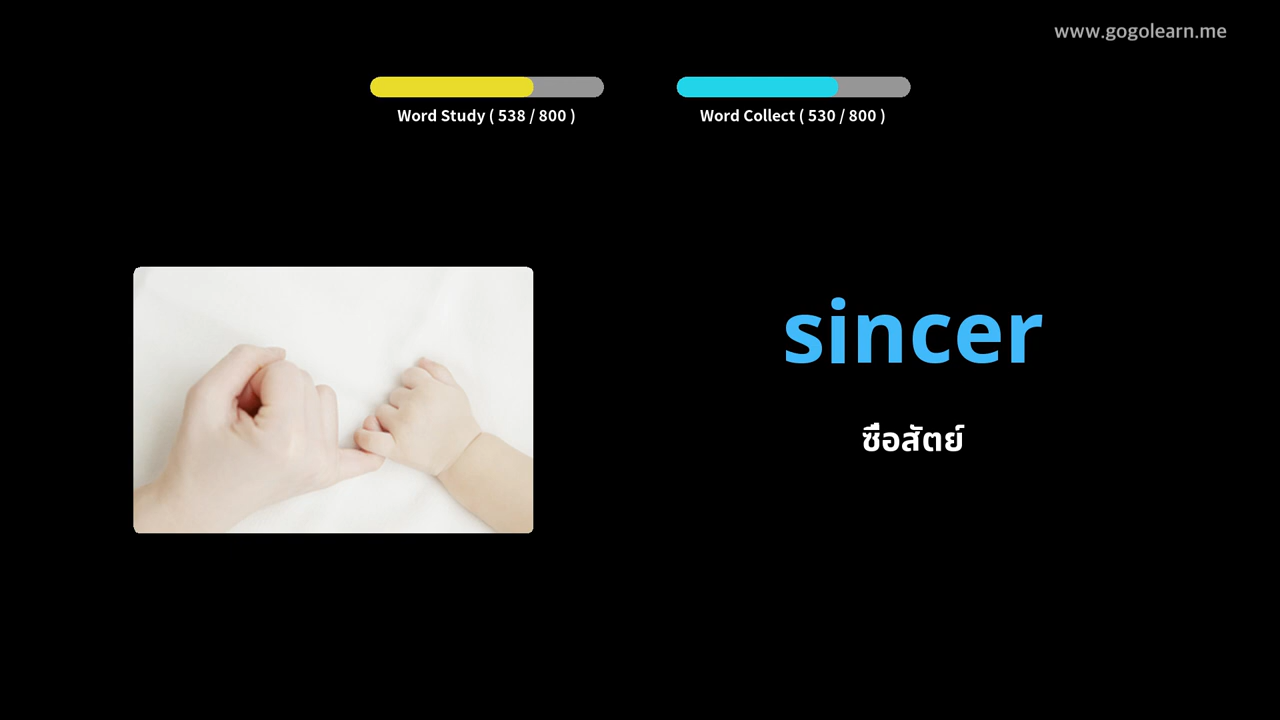 www.gogolearn.me
Word Study ( 538 / 800 )
Word Collect ( 530 / 800 )
sincer
ซื่อสัตย์